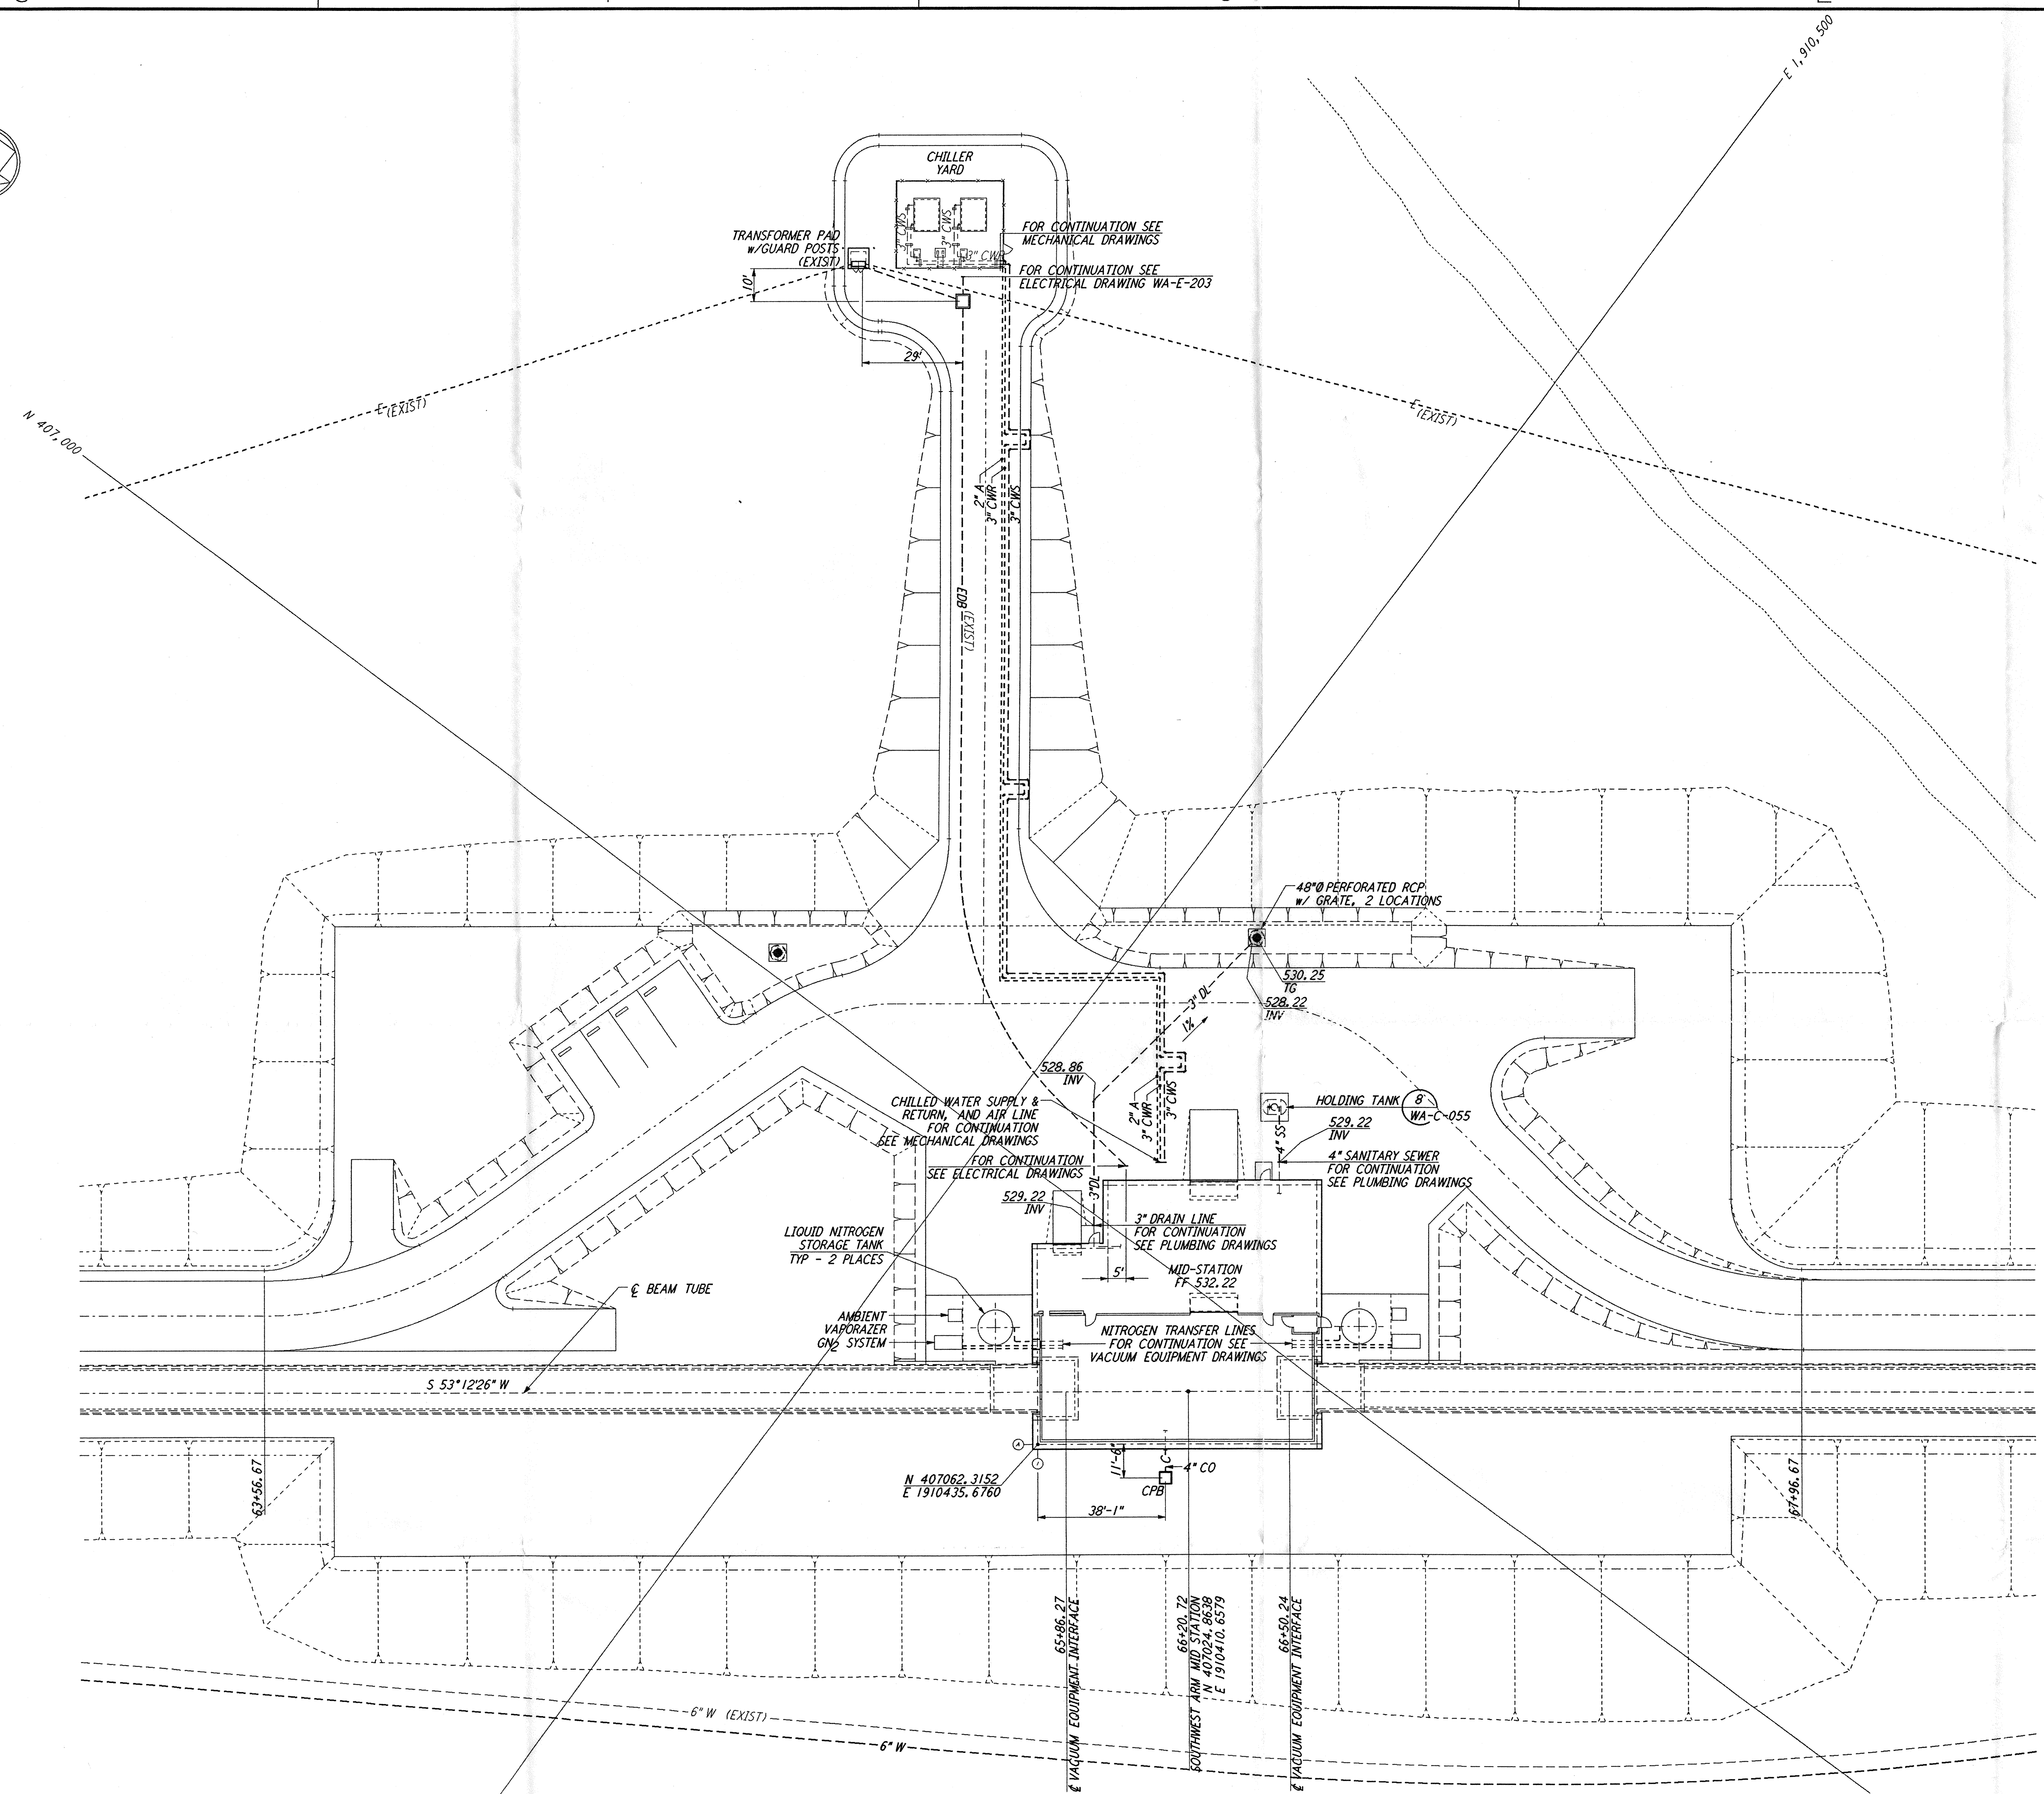 E 1,910,500
CHILLER
YARD
3" CWS
3" CWS
3" CWR
TRANSFORMER PAD
w/GUARD POSTS
(EXIST)
FOR CONTINUATION SEE
MECHANICAL DRAWINGS
FOR CONTINUATION SEE
ELECTRICAL DRAWING WA-E-203
10'
29'
E (EXIST)
E (EXIST)
N 407,000
2" A
3" CWR
3" CWS
EDB
(EXIST)
48"Ø PERFORATED RCP
w/ GRATE, 2 LOCATIONS
530.25
TG
528.22
INV
3" DL
1%
528.86
INV
CHILLED WATER SUPPLY &
RETURN, AND AIR LINE
FOR CONTINUATION
SEE MECHANICAL DRAWINGS
2" A
3" CWR
3" CWS
HOLDING TANK
8
WA-C-055
4" SS
529.22
INV
4" SANITARY SEWER
FOR CONTINUATION
SEE PLUMBING DRAWINGS
FOR CONTINUATION
SEE ELECTRICAL DRAWINGS
3"DL
529.22
INV
3" DRAIN LINE
FOR CONTINUATION
SEE PLUMBING DRAWINGS
LIQUID NITROGEN
STORAGE TANK
TYP - 2 PLACES
5'
MID-STATION
FF 532.22
℄ BEAM TUBE
AMBIENT
VAPORAZER
GN2 SYSTEM
NITROGEN TRANSFER LINES
FOR CONTINUATION SEE
VACUUM EQUIPMENT DRAWINGS
S 53°12'26" W
A
1
11'-6"
C
4" CO
CPB
N 407062.3152
E 1910435.6760
38'-1"
63+56.67
67+96.67
65+86.27
℄ VACUUM EQUIPMENT INTERFACE
66+20.72
SOUTHWEST ARM MID STATION
N 407024.8638
E 1910410.6579
66+50.24
℄ VACUUM EQUIPMENT INTERFACE
6" W (EXIST)
6" W